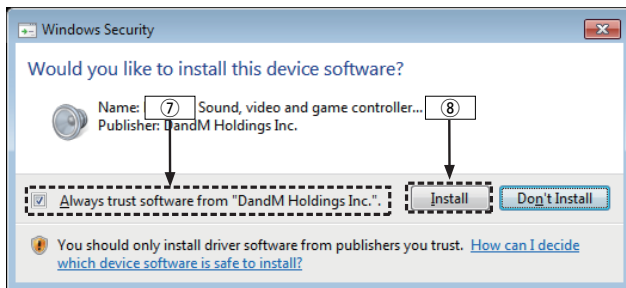 Windows Security
Would you like to install this device software?
Name: ⑦ Sound, video and game controller... ⑧
Publisher: DandM Holdings Inc.
Always trust software from "DandM Holdings Inc.".
Install
Don't Install
You should only install driver software from publishers you trust. How can I decide
which device software is safe to install?